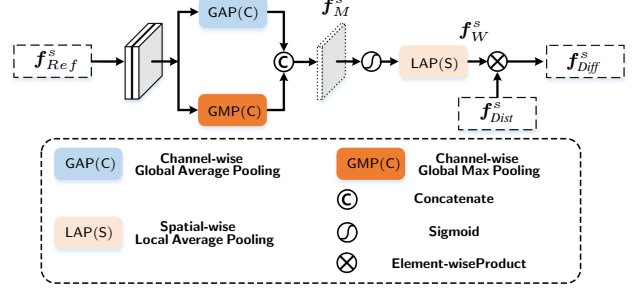 GAP(C)
f^s_M
f^s_Ref
C
LAP(S)
f^s_W
f^s_Diff
GMP(C)
f^s_Dist
GAP(C) Channel-wise
Global Average Pooling
GMP(C) Channel-wise
Global Max Pooling
C Concatenate
LAP(S) Spatial-wise
Local Average Pooling
Sigmoid
Element-wiseProduct